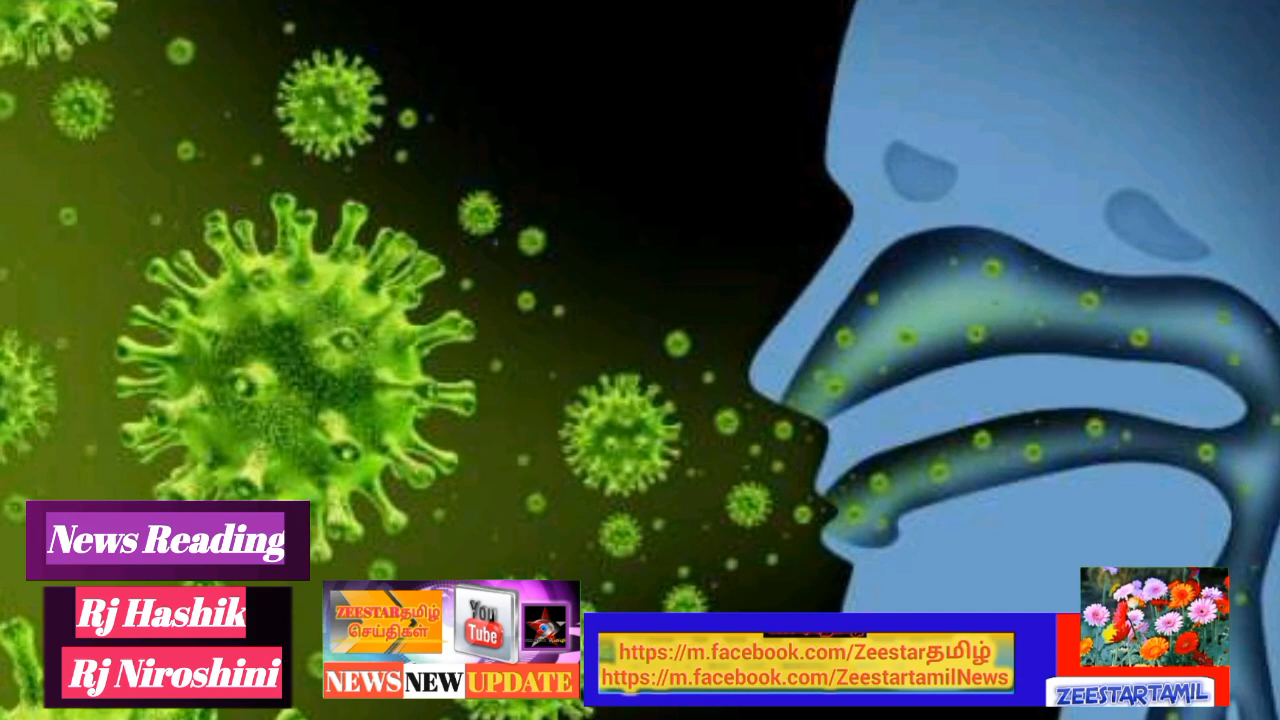 News Reading
Rj Hashik
Rj Niroshini
ZEESTARதமிழ்
செய்திகள்
You
Tube
NEWS NEW UPDATE
https://m.facebook.com/Zeestarதமிழ்
https://m.facebook.com/ZeestartamilNews
ZEESTARTAMIL